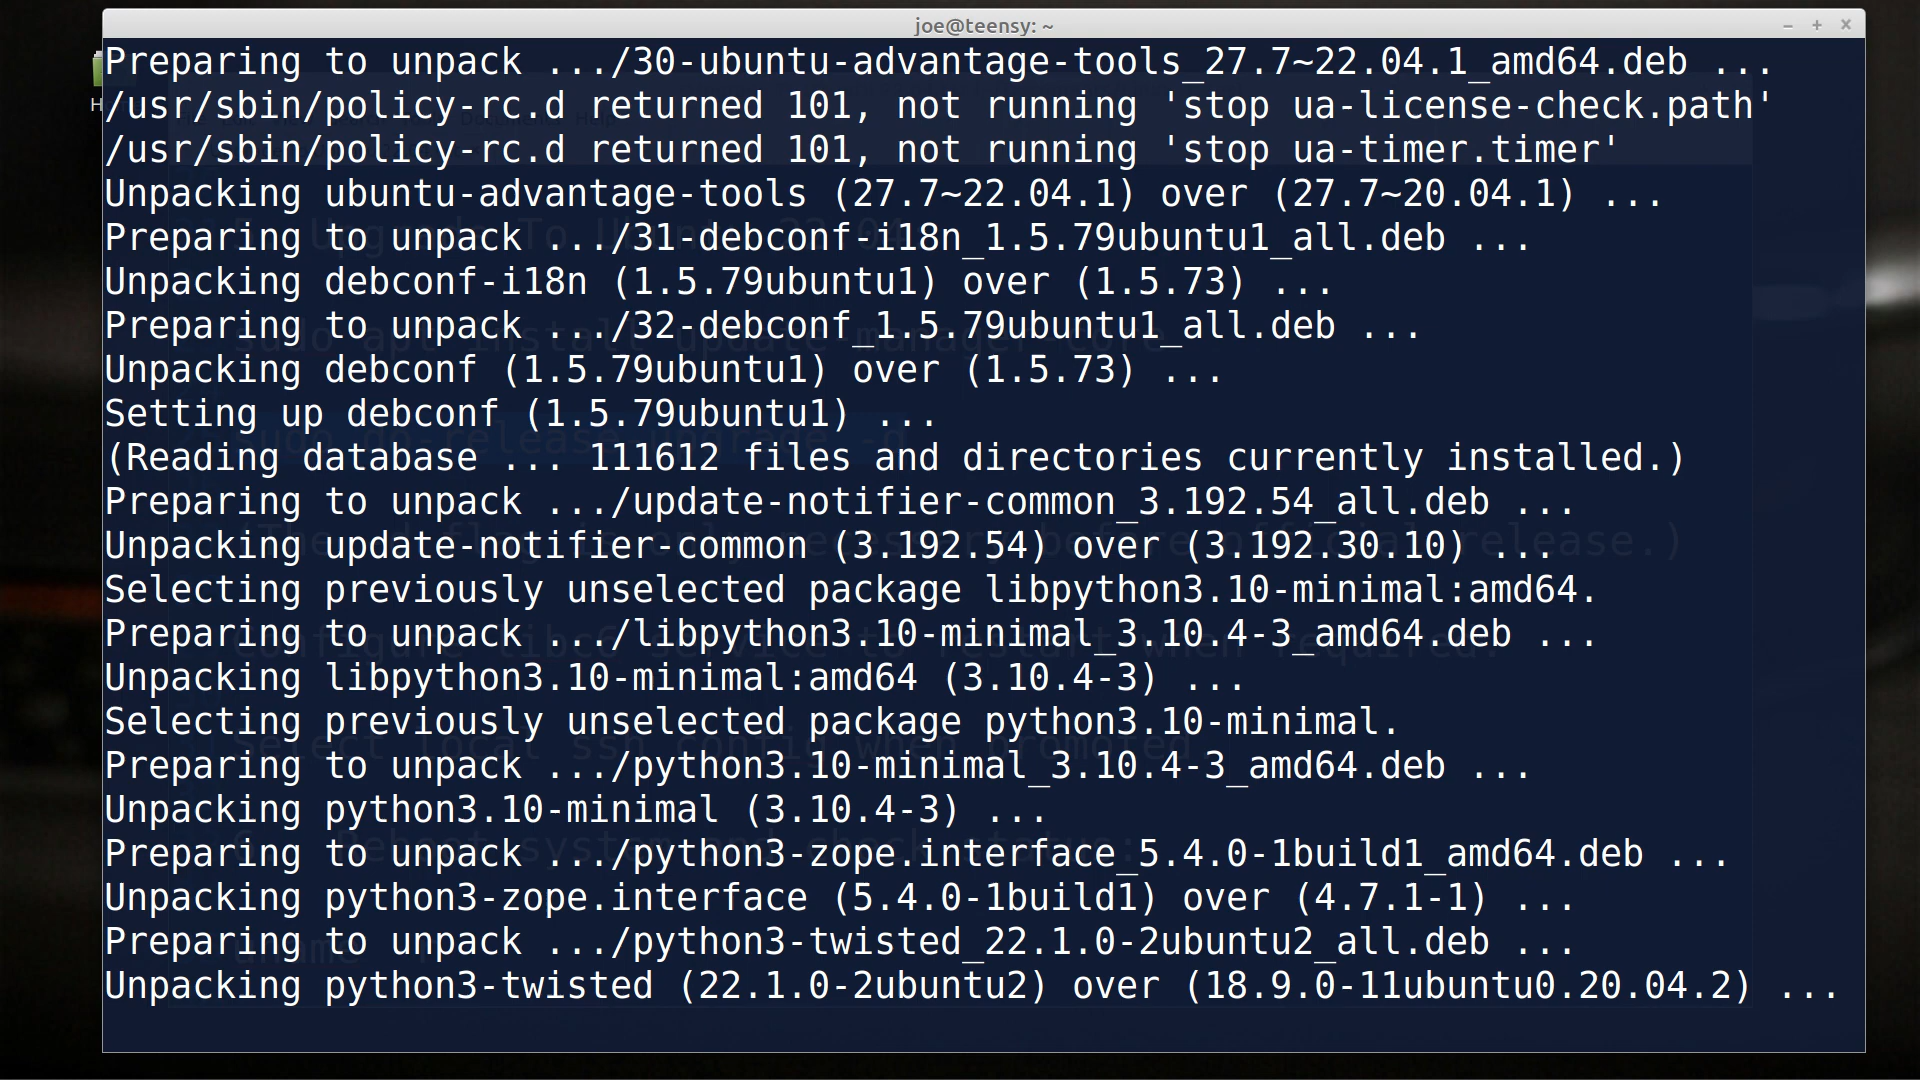 joe@teensy: ~
Preparing to unpack .../30-ubuntu-advantage-tools_27.7~22.04.1_amd64.deb ...
/usr/sbin/policy-rc.d returned 101, not running 'stop ua-license-check.path'
/usr/sbin/policy-rc.d returned 101, not running 'stop ua-timer.timer'
Unpacking ubuntu-advantage-tools (27.7~22.04.1) over (27.7~20.04.1) ...
Preparing to unpack .../31-debconf-i18n_1.5.79ubuntu1_all.deb ...
Unpacking debconf-i18n (1.5.79ubuntu1) over (1.5.73) ...
Preparing to unpack .../32-debconf_1.5.79ubuntu1_all.deb ...
Unpacking debconf (1.5.79ubuntu1) over (1.5.73) ...
Setting up debconf (1.5.79ubuntu1) ...
(Reading database ... 111612 files and directories currently installed.)
Preparing to unpack .../update-notifier-common_3.192.54_all.deb ...
Unpacking update-notifier-common (3.192.54) over (3.192.30.10) ...
Selecting previously unselected package libpython3.10-minimal:amd64.
Preparing to unpack .../libpython3.10-minimal_3.10.4-3_amd64.deb ...
Unpacking libpython3.10-minimal:amd64 (3.10.4-3) ...
Selecting previously unselected package python3.10-minimal.
Preparing to unpack .../python3.10-minimal_3.10.4-3_amd64.deb ...
Unpacking python3.10-minimal (3.10.4-3) ...
Preparing to unpack .../python3-zope.interface_5.4.0-1build1_amd64.deb ...
Unpacking python3-zope.interface (5.4.0-1build1) over (4.7.1-1) ...
Preparing to unpack .../python3-twisted_22.1.0-2ubuntu2_all.deb ...
Unpacking python3-twisted (22.1.0-2ubuntu2) over (18.9.0-11ubuntu0.20.04.2) ...